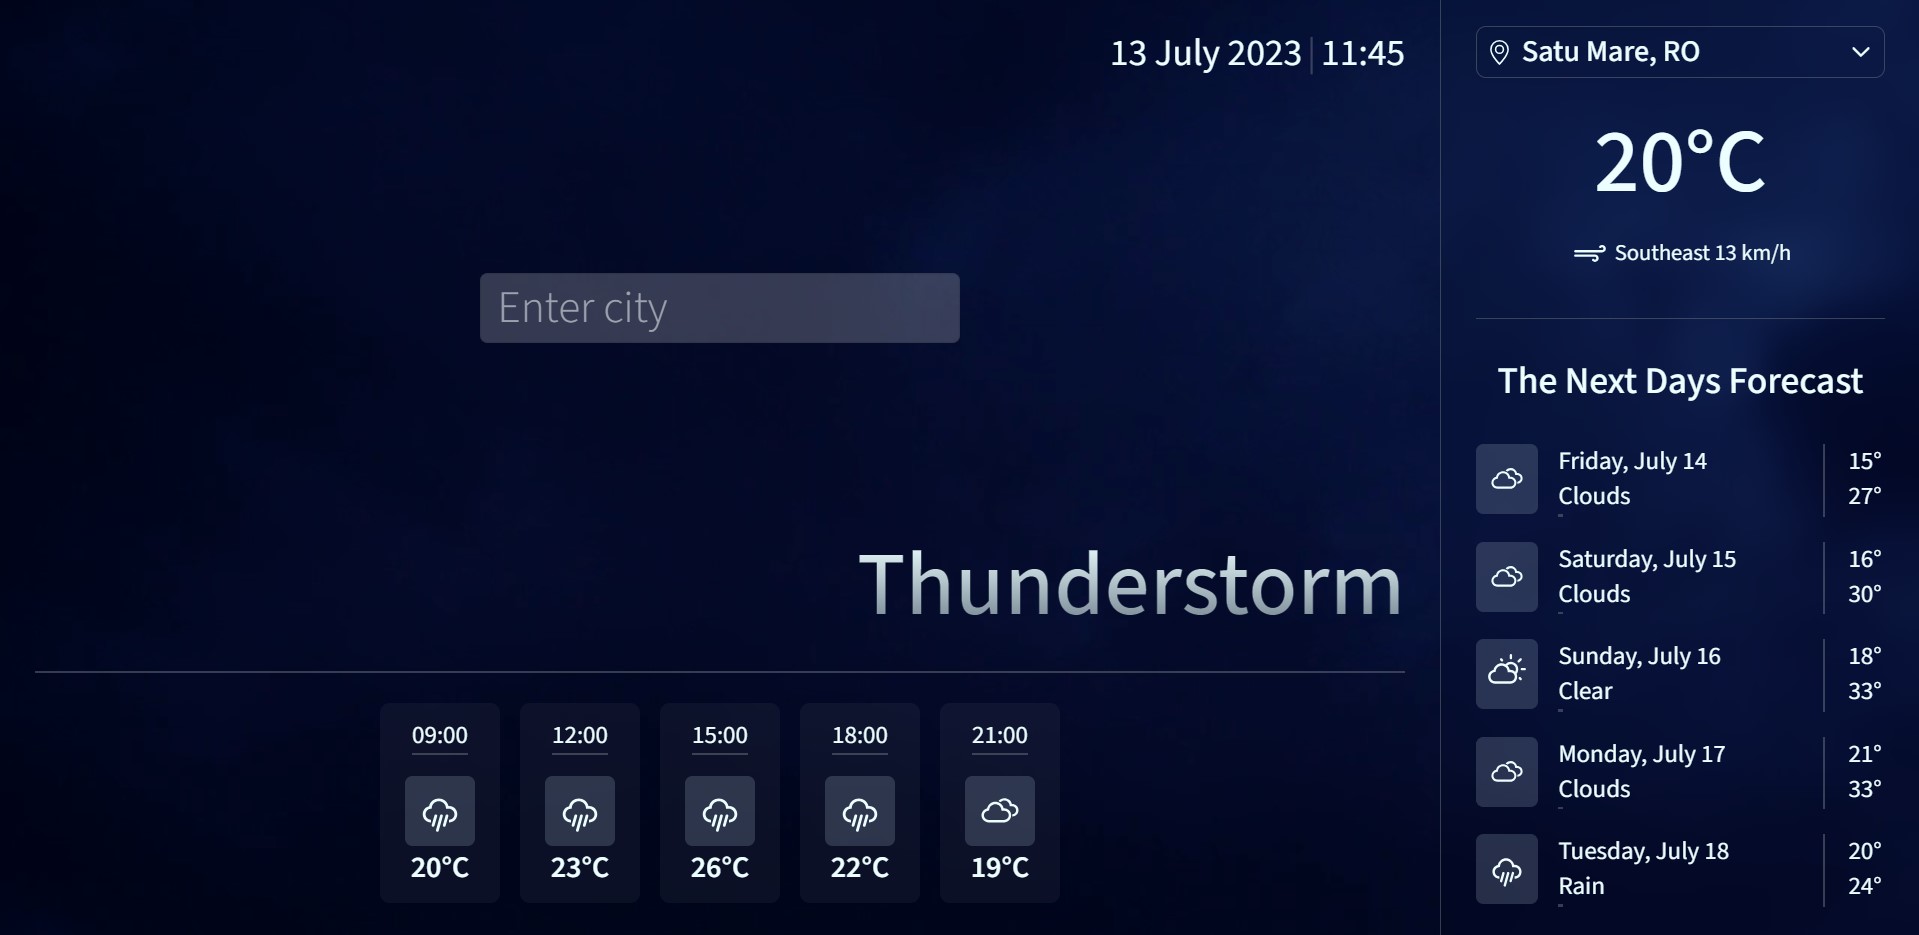 13 July 2023 | 11:45
Enter city
Thunderstorm
09:00 12:00 15:00 18:00 21:00
20°C 23°C 26°C 22°C 19°C
Satu Mare, RO
20°C
Southeast 13 km/h
The Next Days Forecast
Friday, July 14 15°
Clouds 27°
Saturday, July 15 16°
Clouds 30°
Sunday, July 16 18°
Clear 33°
Monday, July 17 21°
Clouds 33°
Tuesday, July 18 20°
Rain 24°